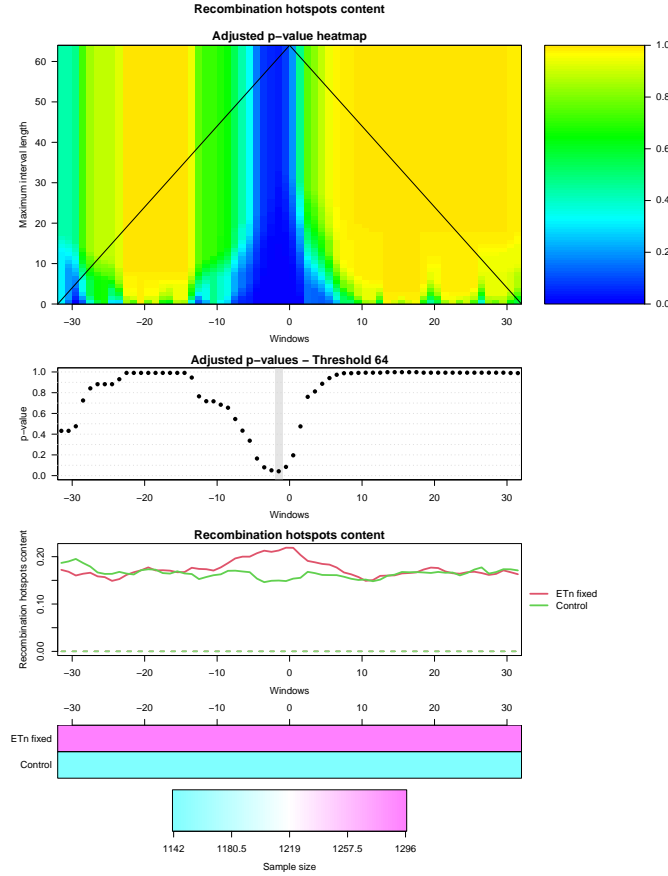 Recombination hotspots content
Adjusted p−value heatmap
Maximum interval length
0 10 20 30 40 50 60
−30 −20 −10 0 10 20 30
Windows
0.0 0.2 0.4 0.6 0.8 1.0
Adjusted p−values − Threshold 64
p−value
0.0 0.2 0.4 0.6 0.8 1.0
−30 −20 −10 0 10 20 30
Windows
Recombination hotspots content
Recombination hotspots content
0.00 0.10 0.20
−30 −20 −10 0 10 20 30
Windows
ETn fixed
Control
−30 −20 −10 0 10 20 30
ETn fixed
Control
1142 1180.5 1219 1257.5 1296
Sample size